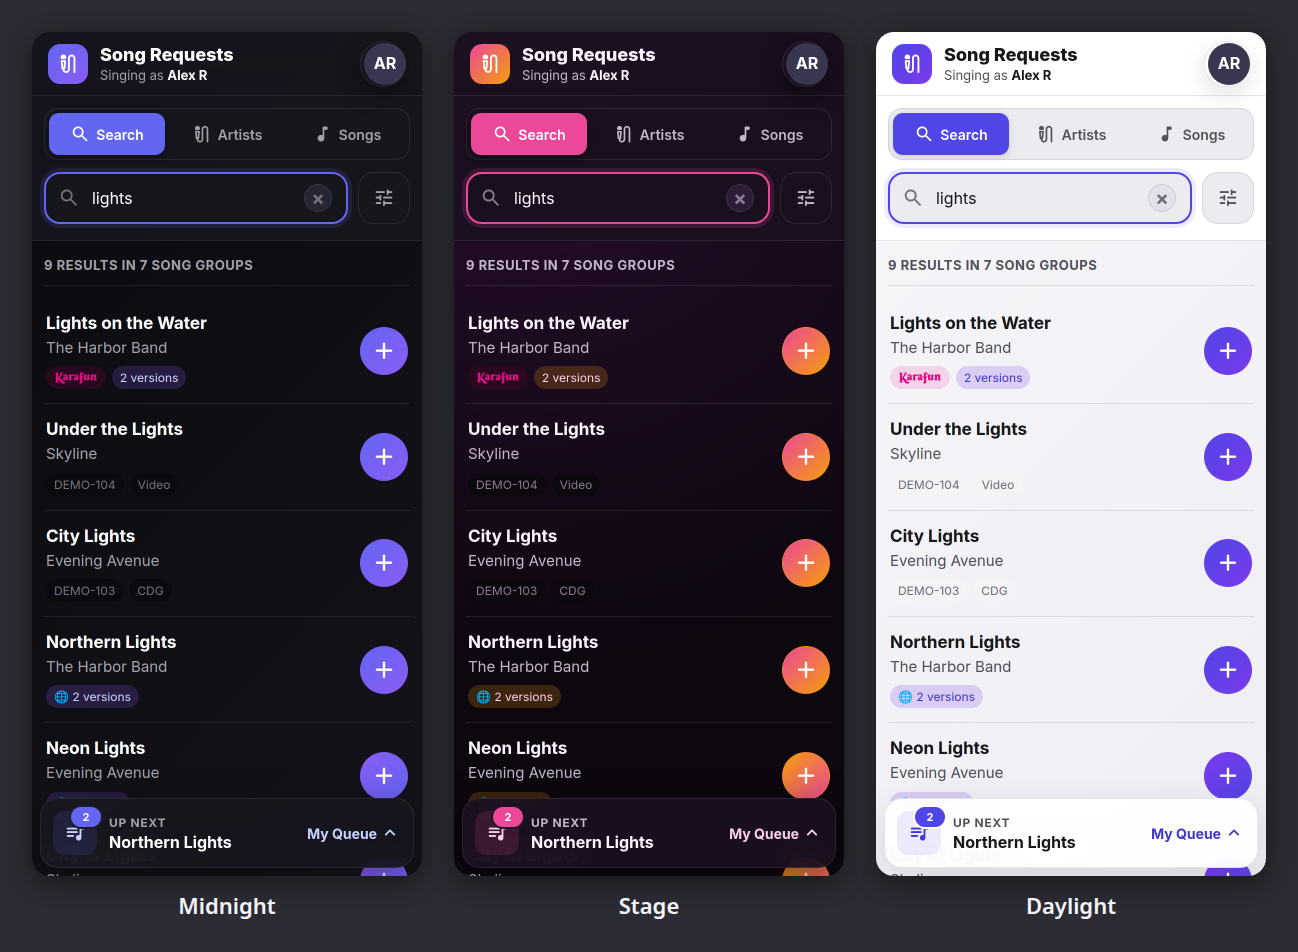 Song Requests
Singing as Alex R
AR
Search
Artists
Songs
lights
9 RESULTS IN 7 SONG GROUPS
Lights on the Water
The Harbor Band
Karafun
2 versions
Under the Lights
Skyline
DEMO-104
Video
City Lights
Evening Avenue
DEMO-103
CDG
Northern Lights
The Harbor Band
2 versions
Neon Lights
Evening Avenue
2
UP NEXT
Northern Lights
My Queue
Midnight
Song Requests
Singing as Alex R
AR
Search
Artists
Songs
lights
9 RESULTS IN 7 SONG GROUPS
Lights on the Water
The Harbor Band
Karafun
2 versions
Under the Lights
Skyline
DEMO-104
Video
City Lights
Evening Avenue
DEMO-103
CDG
Northern Lights
The Harbor Band
2 versions
Neon Lights
Evening Avenue
2
UP NEXT
Northern Lights
My Queue
Stage
Song Requests
Singing as Alex R
AR
Search
Artists
Songs
lights
9 RESULTS IN 7 SONG GROUPS
Lights on the Water
The Harbor Band
Karafun
2 versions
Under the Lights
Skyline
DEMO-104
Video
City Lights
Evening Avenue
DEMO-103
CDG
Northern Lights
The Harbor Band
2 versions
Neon Lights
Evening Avenue
2
UP NEXT
Northern Lights
My Queue
Daylight